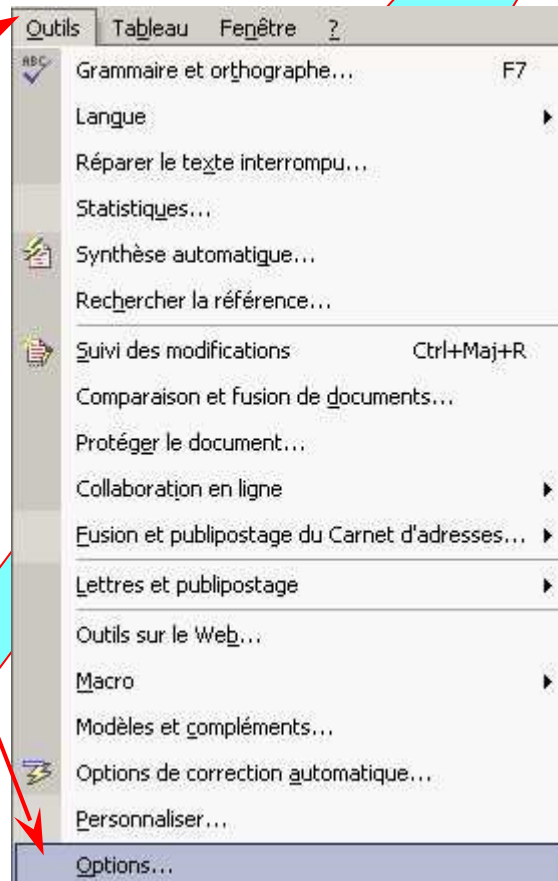 Outils Tableau Fenêtre ?
ABC
Grammaire et orthographe... F7
Langue
Réparer le texte interrompu...
Statistiques...
Synthèse automatique...
Rechercher la référence...
Suivi des modifications Ctrl+Maj+R
Comparaison et fusion de documents...
Protéger le document...
Collaboration en ligne
Fusion et publipostage du Carnet d'adresses...
Lettres et publipostage
Outils sur le Web...
Macro
Modèles et compléments...
Options de correction automatique...
Personnaliser...
Options...